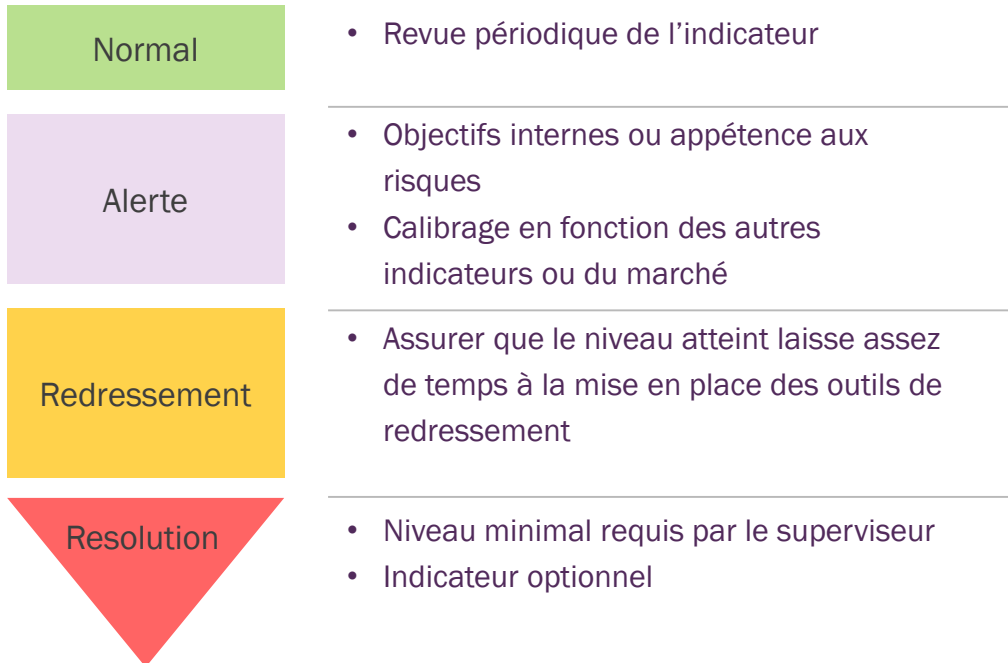 Normal
• Revue périodique de l’indicateur
Alerte
• Objectifs internes ou appétence aux
risques
• Calibrage en fonction des autres
indicateurs ou du marché
Redressement
• Assurer que le niveau atteint laisse assez
de temps à la mise en place des outils de
redressement
Resolution
• Niveau minimal requis par le superviseur
• Indicateur optionnel